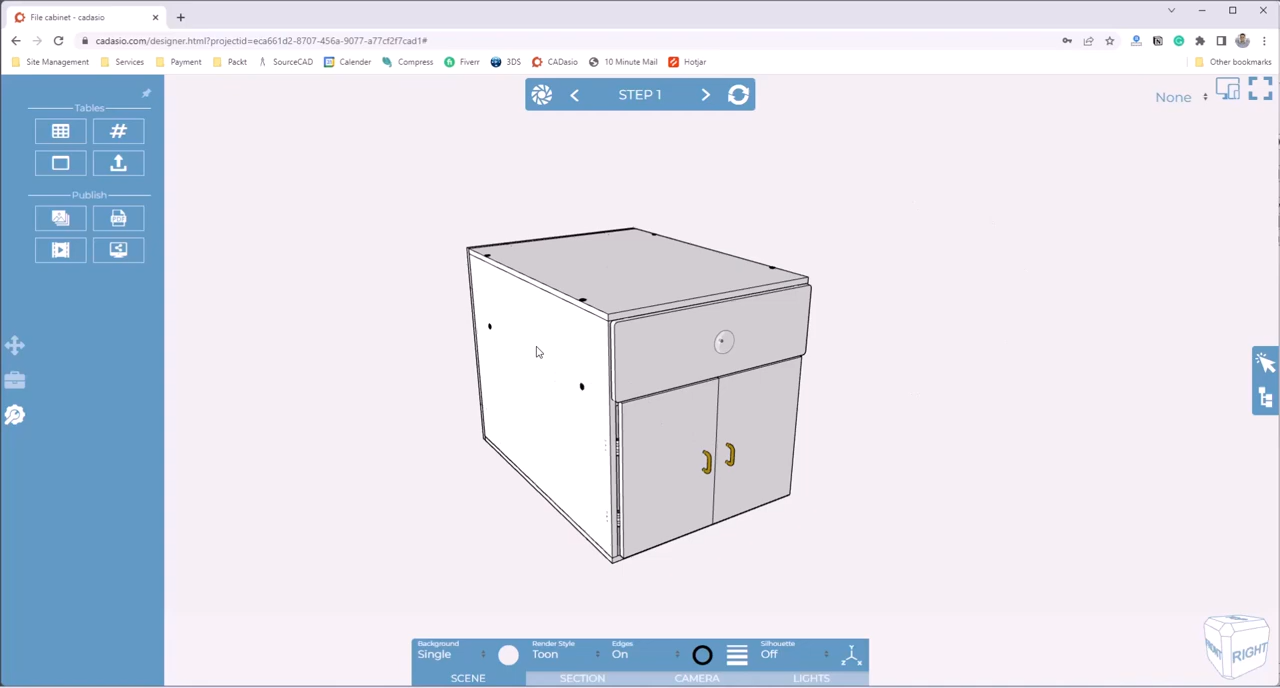 File cabinet - cadasio
cadasio.com/designer.html?projectid=eca661d2-8707-456a-9077-a77cf2f7cad1#
Site Management
Services
Payment
Packt
SourceCAD
Calender
Compress
Fiverr
3DS
CADasio
10 Minute Mail
Hotjar
Other bookmarks
STEP 1
None
Tables
#
Publish
PDF
FRONT
RIGHT
Background
Single
Render Style
Toon
Edges
On
Silhouette
Off
SCENE
SECTION
CAMERA
LIGHTS